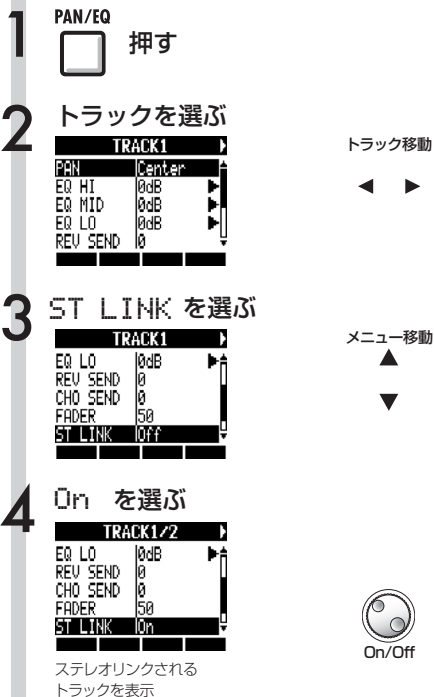 1
PAN/EQ
押す
2
トラックを選ぶ
TRACK1
PAN Center
EQ HI 0dB
EQ MID 0dB
EQ LO 0dB
REV SEND 0
トラック移動
3
ST LINK を選ぶ
TRACK1
EQ LO 0dB
REV SEND 0
CHO SEND 0
FADER 50
ST LINK Off
メニュー移動
4
On を選ぶ
TRACK1/2
EQ LO 0dB
REV SEND 0
CHO SEND 0
FADER 50
ST LINK On
On/Off
ステレオリンクされる
トラックを表示